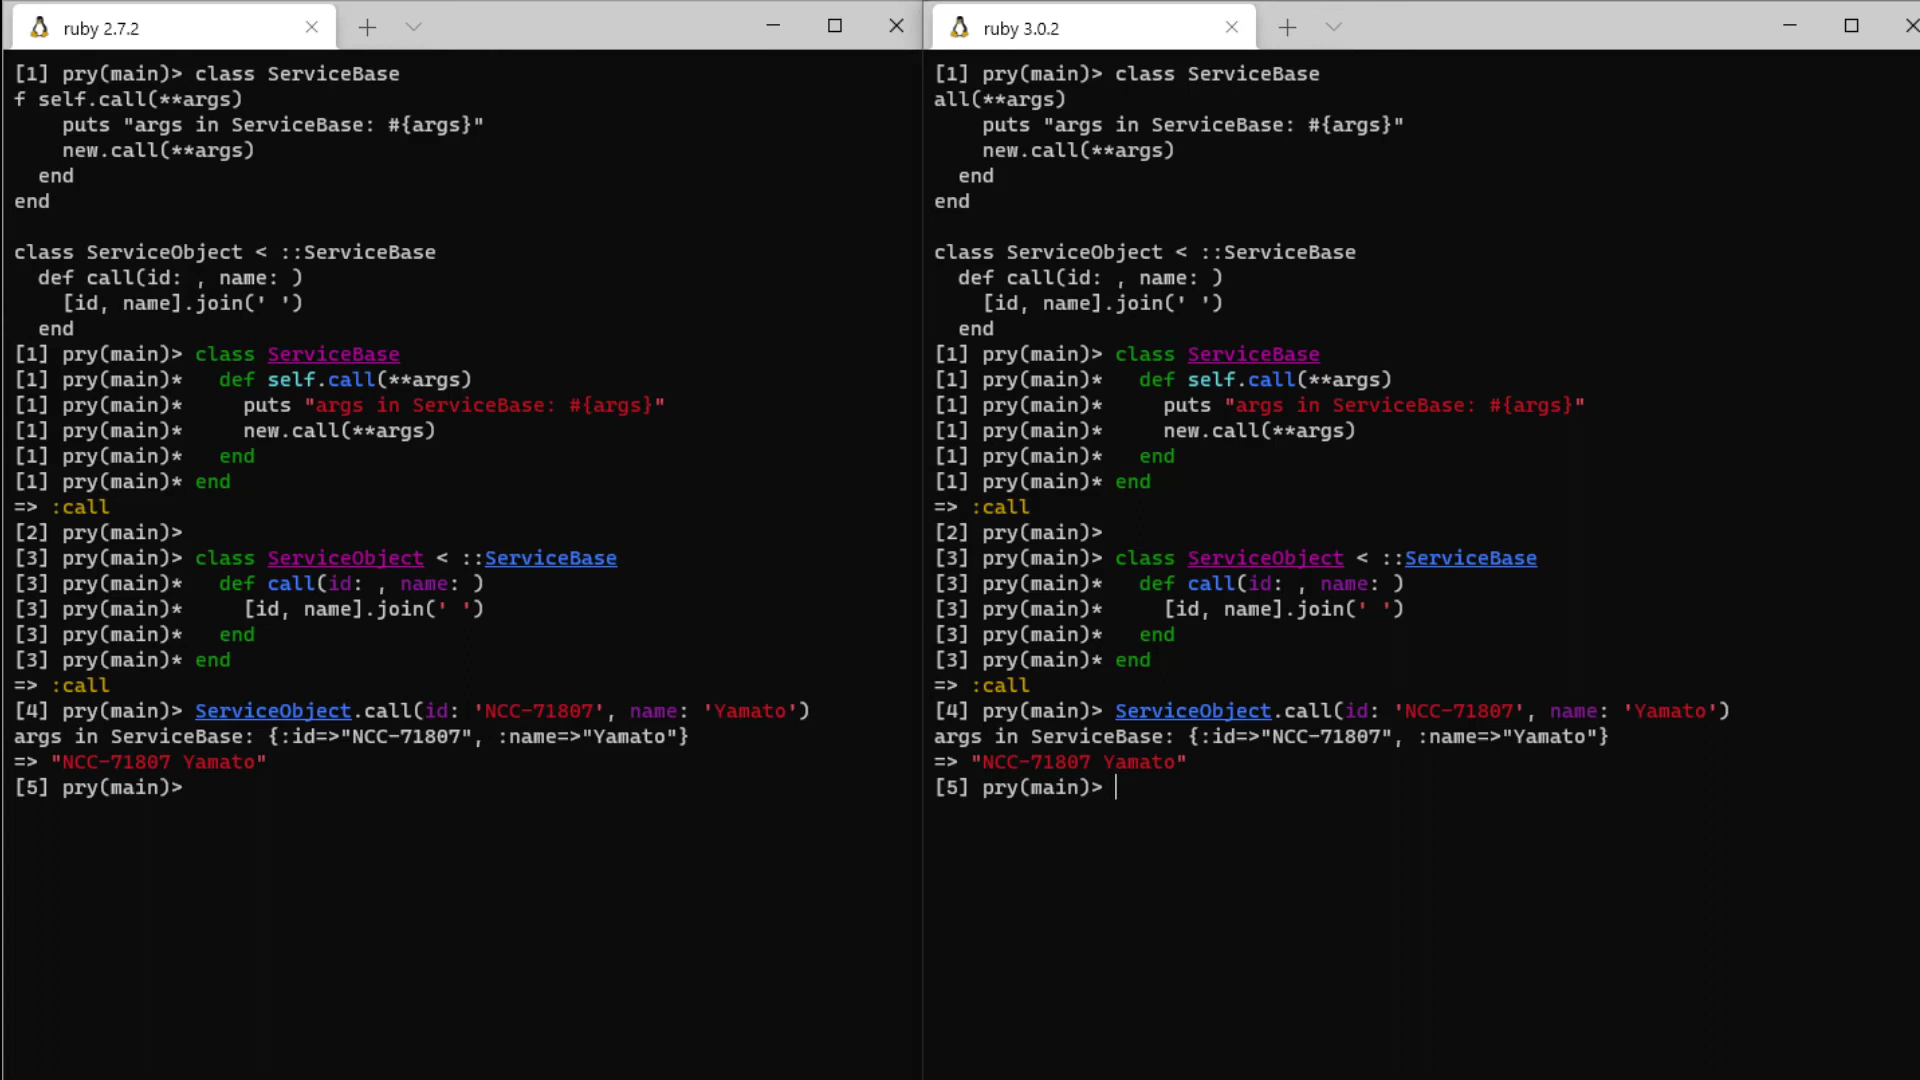 ruby 2.7.2
[1] pry(main)> class ServiceBase
f self.call(**args)
    puts "args in ServiceBase: #{args}"
    new.call(**args)
  end
end

class ServiceObject < ::ServiceBase
  def call(id: , name: )
    [id, name].join(' ')
  end
[1] pry(main)> class ServiceBase
[1] pry(main)*   def self.call(**args)
[1] pry(main)*     puts "args in ServiceBase: #{args}"
[1] pry(main)*     new.call(**args)
[1] pry(main)*   end
[1] pry(main)* end
=> :call
[2] pry(main)>
[3] pry(main)> class ServiceObject < ::ServiceBase
[3] pry(main)*   def call(id: , name: )
[3] pry(main)*     [id, name].join(' ')
[3] pry(main)*   end
[3] pry(main)* end
=> :call
[4] pry(main)> ServiceObject.call(id: 'NCC-71807', name: 'Yamato')
args in ServiceBase: {:id=>"NCC-71807", :name=>"Yamato"}
=> "NCC-71807 Yamato"
[5] pry(main)>
ruby 3.0.2
[1] pry(main)> class ServiceBase
all(**args)
    puts "args in ServiceBase: #{args}"
    new.call(**args)
  end
end

class ServiceObject < ::ServiceBase
  def call(id: , name: )
    [id, name].join(' ')
  end
[1] pry(main)> class ServiceBase
[1] pry(main)*   def self.call(**args)
[1] pry(main)*     puts "args in ServiceBase: #{args}"
[1] pry(main)*     new.call(**args)
[1] pry(main)*   end
[1] pry(main)* end
=> :call
[2] pry(main)>
[3] pry(main)> class ServiceObject < ::ServiceBase
[3] pry(main)*   def call(id: , name: )
[3] pry(main)*     [id, name].join(' ')
[3] pry(main)*   end
[3] pry(main)* end
=> :call
[4] pry(main)> ServiceObject.call(id: 'NCC-71807', name: 'Yamato')
args in ServiceBase: {:id=>"NCC-71807", :name=>"Yamato"}
=> "NCC-71807 Yamato"
[5] pry(main)>